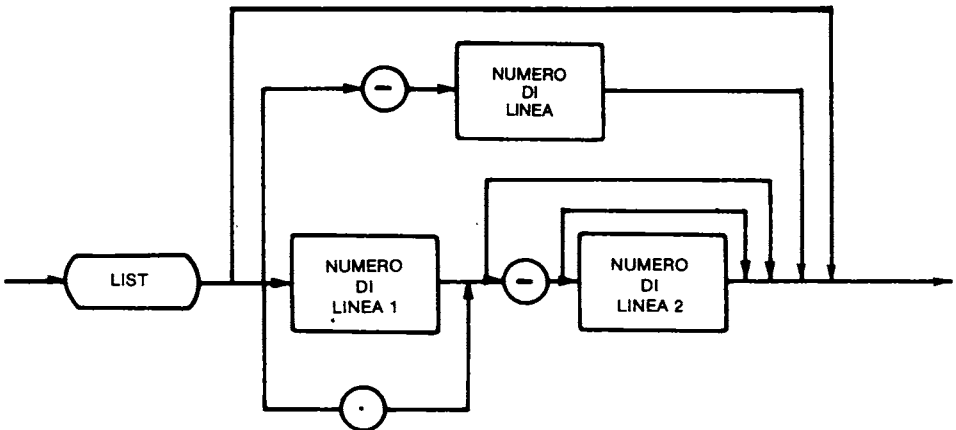 NUMERO
DI
LINEA
-
LIST
NUMERO
DI
LINEA 1
-
NUMERO
DI
LINEA 2
.